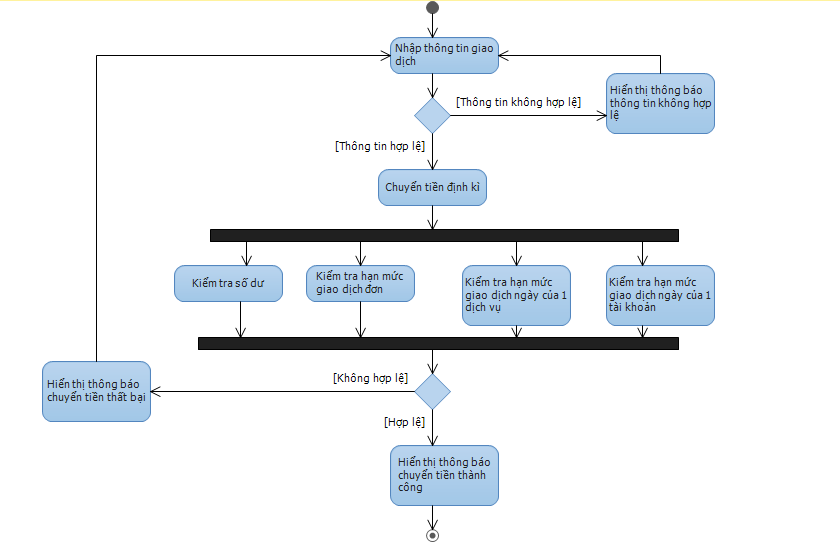 Nhập thông tin giao
dịch
[Thông tin không hợp lệ]
Hiển thị thông báo
thông tin không hợp
lệ
[Thông tin hợp lệ]
Chuyển tiền định kì
Kiểm tra số dư
Kiểm tra hạn mức
giao dịch đơn
Kiểm tra hạn mức
giao dịch ngày của 1
dịch vụ
Kiểm tra hạn mức
giao dịch ngày của 1
tài khoản
[Không hợp lệ]
Hiển thị thông báo
chuyển tiền thất bại
[Hợp lệ]
Hiển thị thông báo
chuyển tiền thành
công